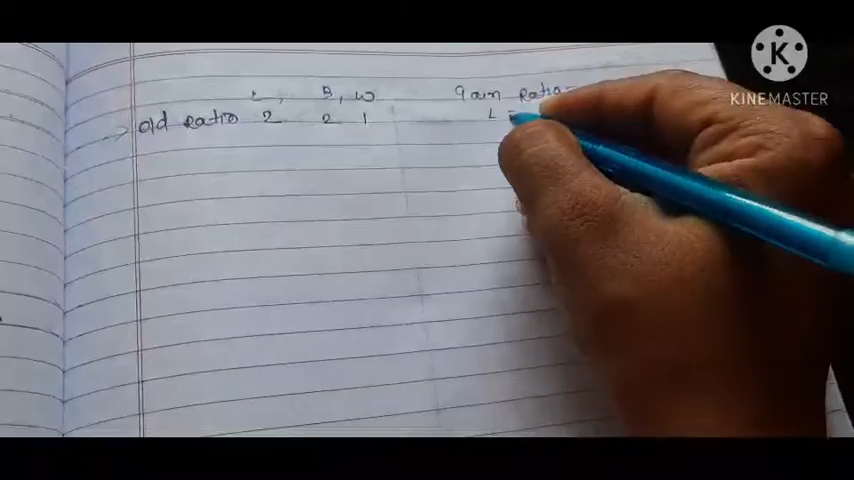 L, B, W Gain Ratio =
Old Ratio 2 2 1 L =
K
KINEMASTER